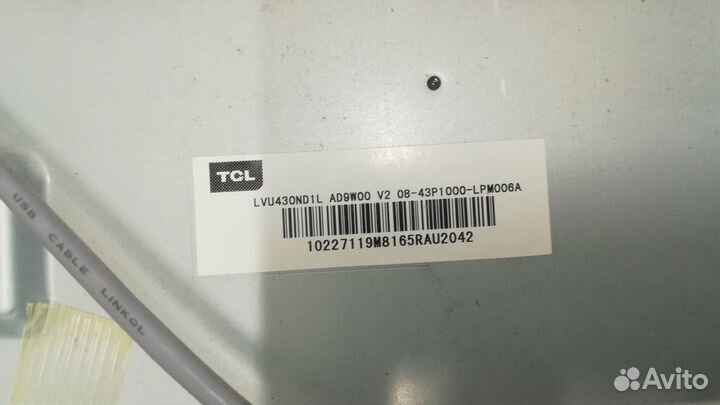 TCL
LVU430ND1L AD9W00 V2 08-43P1000-LPM006A
10227119M8165RAU2042
USB CABLE LINKOL
Avito